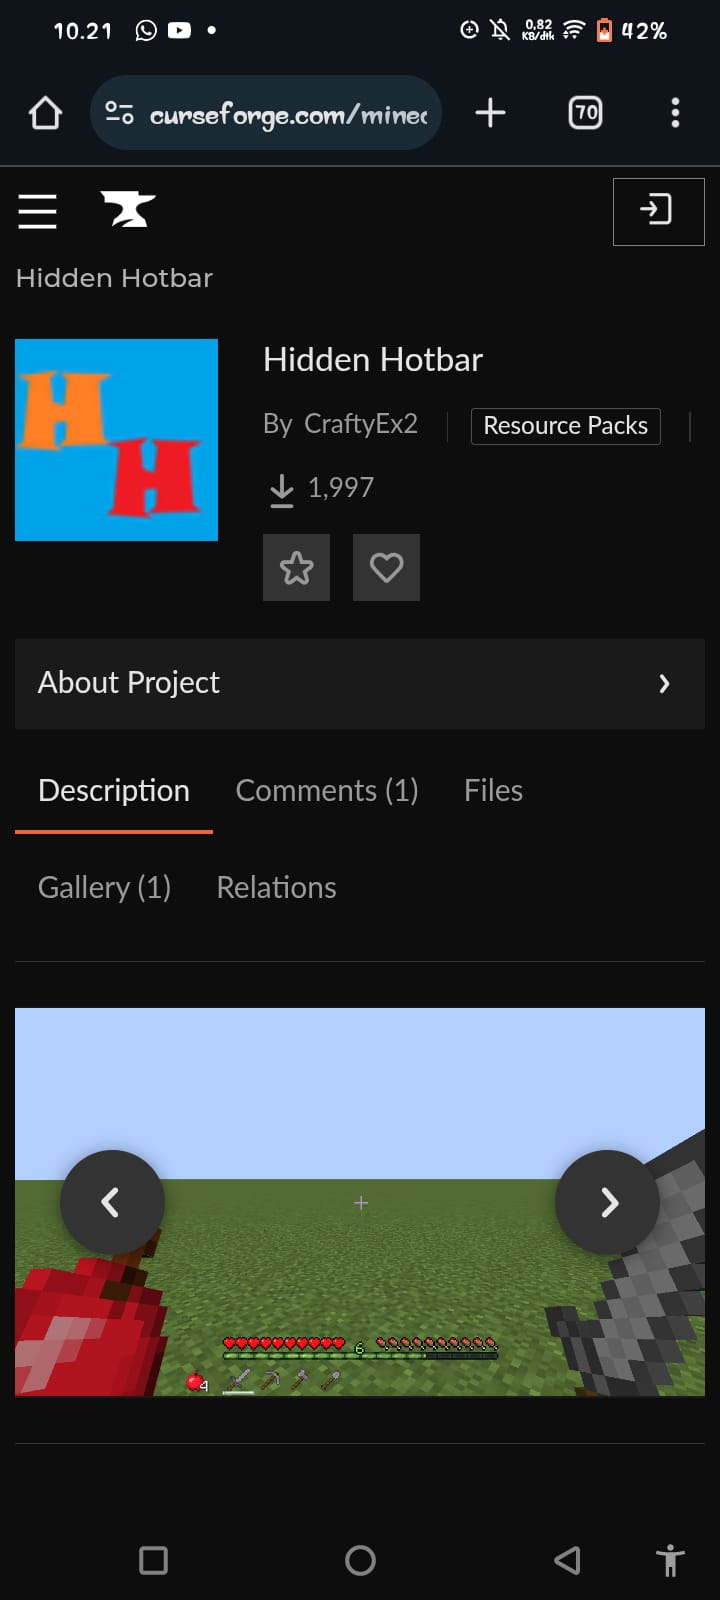 10.21
0,82
KB/dtk
42%
curseforge.com/minec
70
Hidden Hotbar
H
H
Hidden Hotbar
By CraftyEx2
Resource Packs
1,997
About Project
Description
Comments (1)
Files
Gallery (1)
Relations
6
4